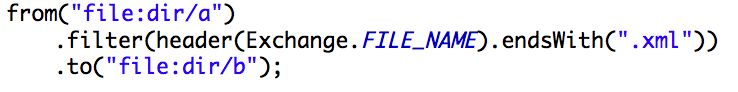 from("file:dir/a")
    .filter(header(Exchange.FILE_NAME).endsWith(".xml"))
    .to("file:dir/b");